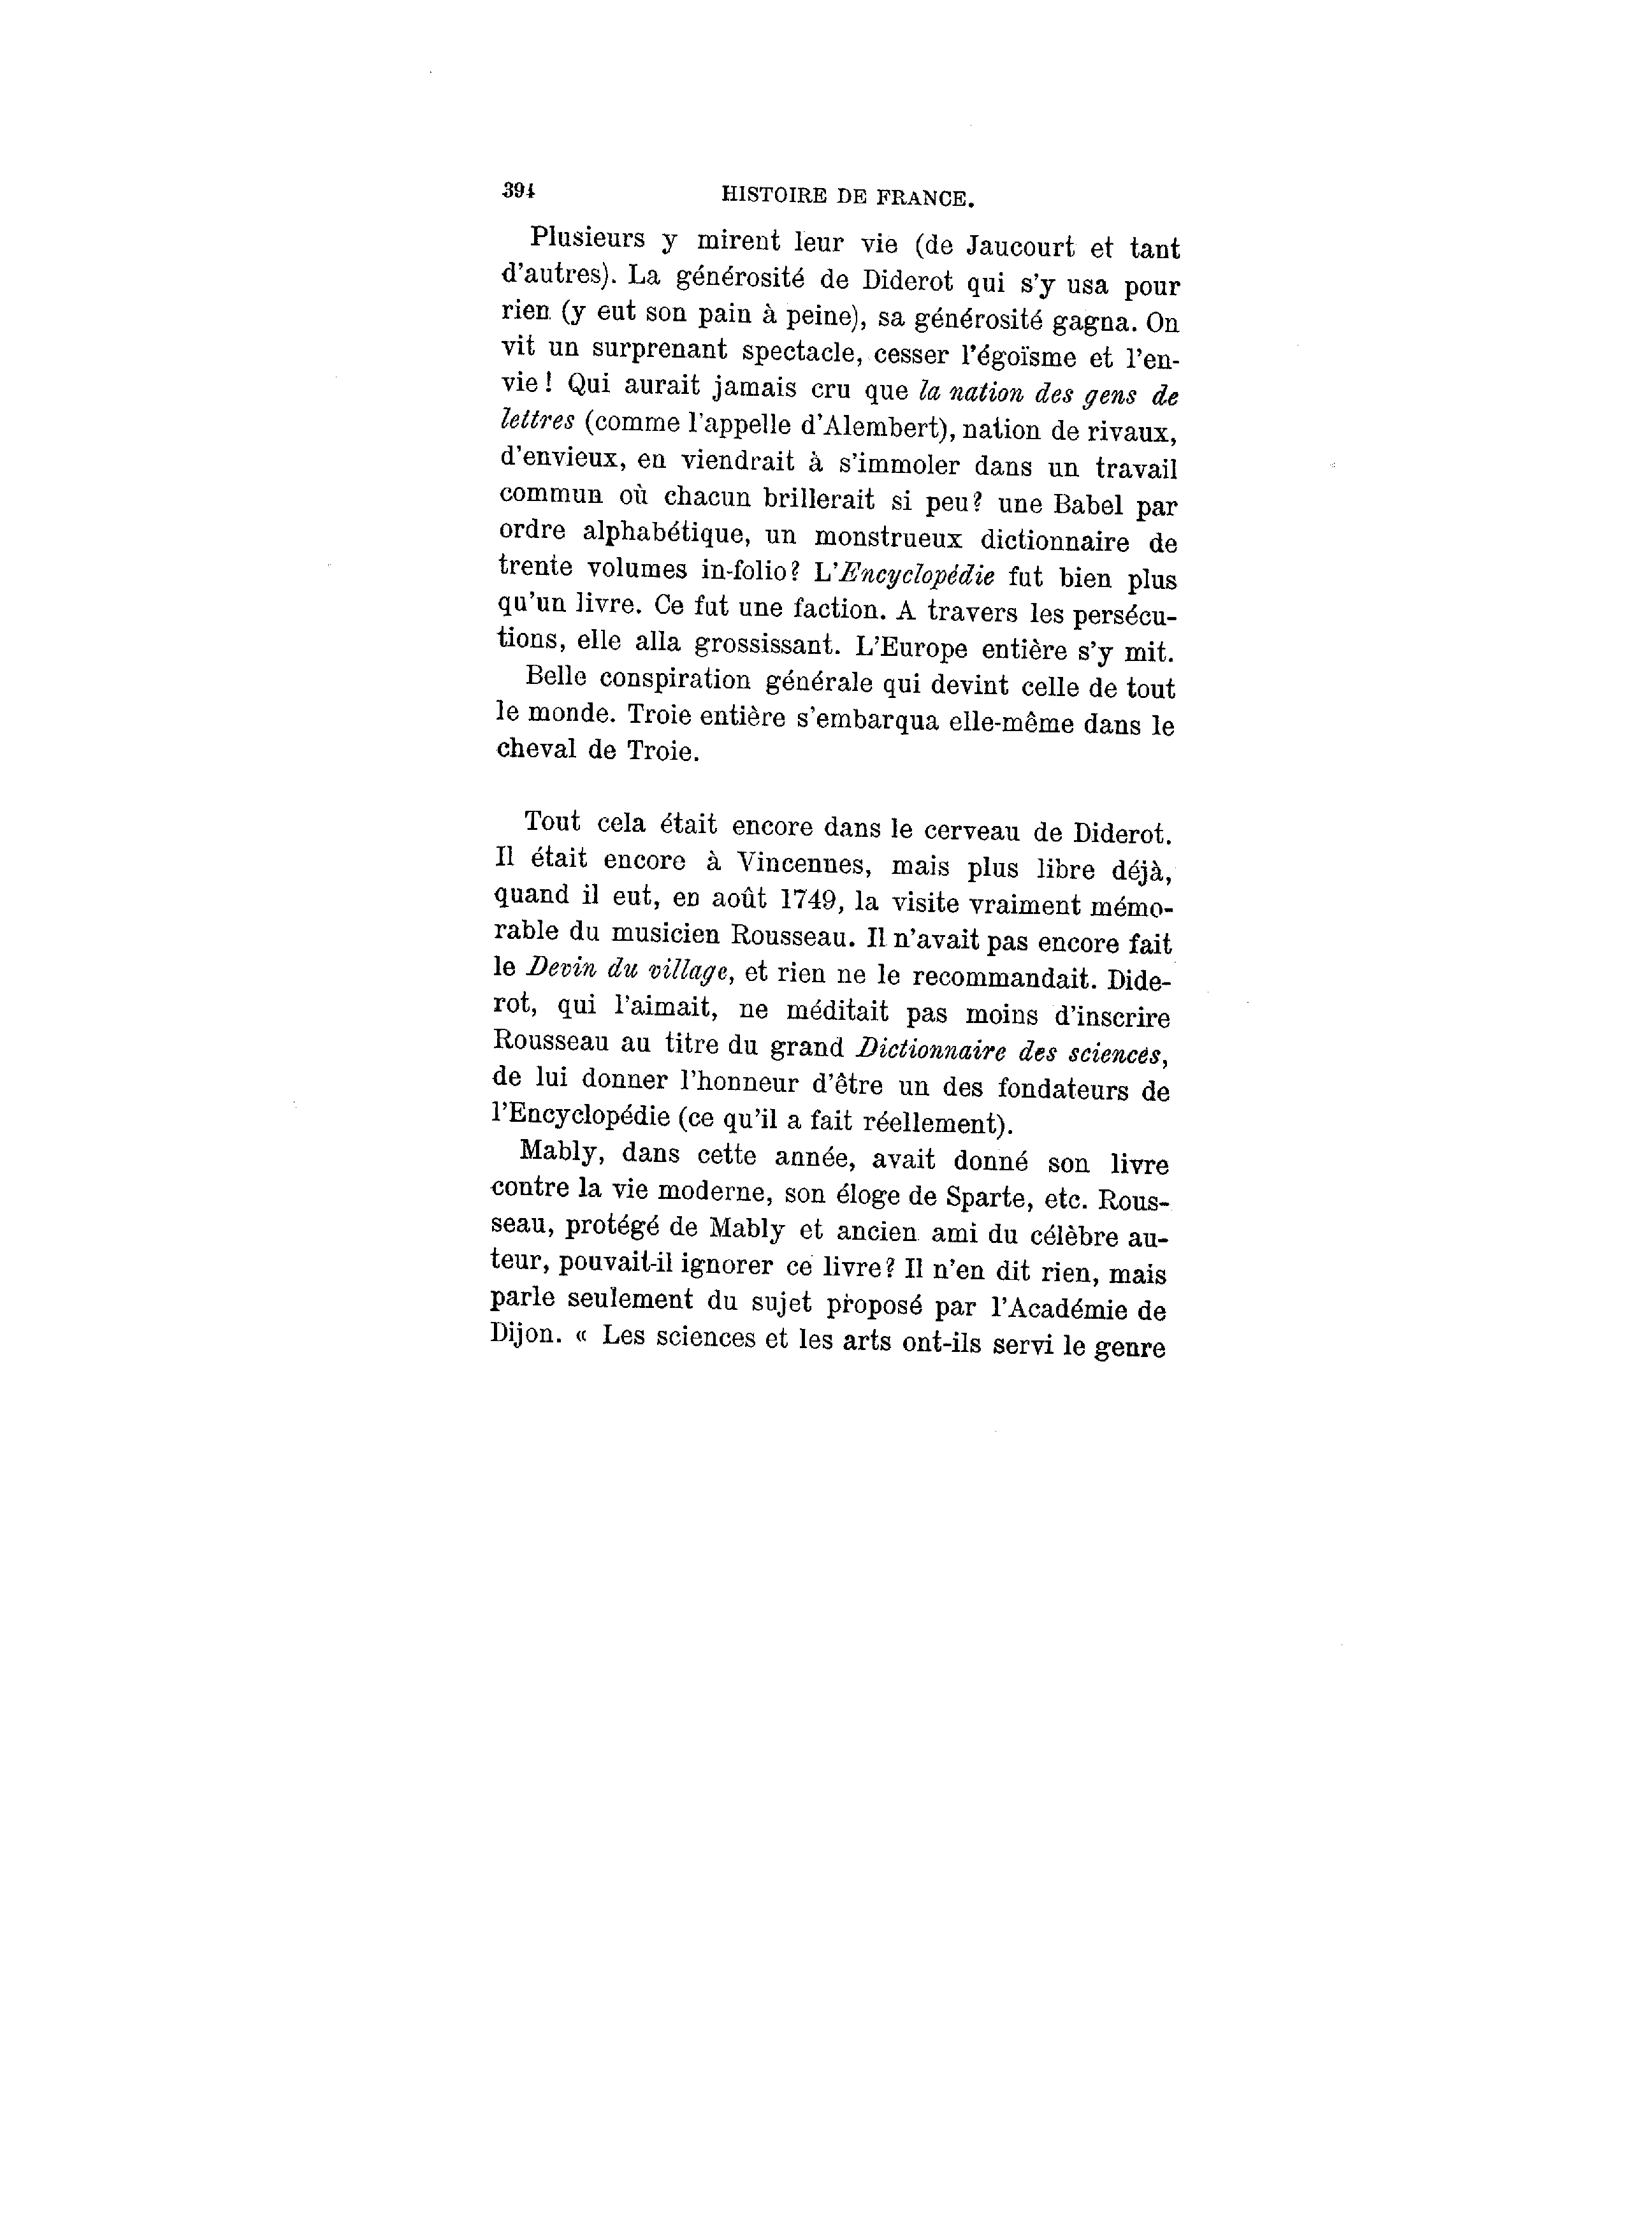 394
HISTOIRE DE FRANCE.
Plusieurs y mirent leur vie (de Jaucourt et tant
d'autres). La générosité de Diderot qui s'y usa pour
rien (y eut son pain à peine), sa générosité gagna. On
vit un surprenant spectacle, cesser l'égoïsme et l'en-
vie! Qui aurait jamais cru que la nation des gens de
lettres (comme l'appelle d'Alembert), nation de rivaux,
d'envieux, en viendrait à s'immoler dans un travail
commun où chacun brillerait si peu? une Babel par
ordre alphabétique, un monstrueux dictionnaire de
trente volumes in-folio? L'Encyclopédie fut bien plus
qu'un livre. Ce fut une faction. A travers les persécu-
tions, elle alla grossissant. L'Europe entière s'y mit.
Belle conspiration générale qui devint celle de tout
le monde. Troie entière s'embarqua elle-même dans le
cheval de Troie.
Tout cela était encore dans le cerveau de Diderot.
Il était encore à Vincennes, mais plus libre déjà,
quand il eut, en août 1749, la visite vraiment mémo-
rable du musicien Rousseau. Il n'avait pas encore fait
le Devin du village, et rien ne le recommandait. Dide-
rot, qui l'aimait, ne méditait pas moins d'inscrire
Rousseau au titre du grand Dictionnaire des sciences,
de lui donner l'honneur d'être un des fondateurs de
l'Encyclopédie (ce qu'il a fait réellement).
Mably, dans cette année, avait donné son livre
contre la vie moderne, son éloge de Sparte, etc. Rous-
seau, protégé de Mably et ancien ami du célèbre au-
teur, pouvait-il ignorer ce livre? Il n'en dit rien, mais
parle seulement du sujet proposé par l'Académie de
Dijon. « Les sciences et les arts ont-ils servi le genre